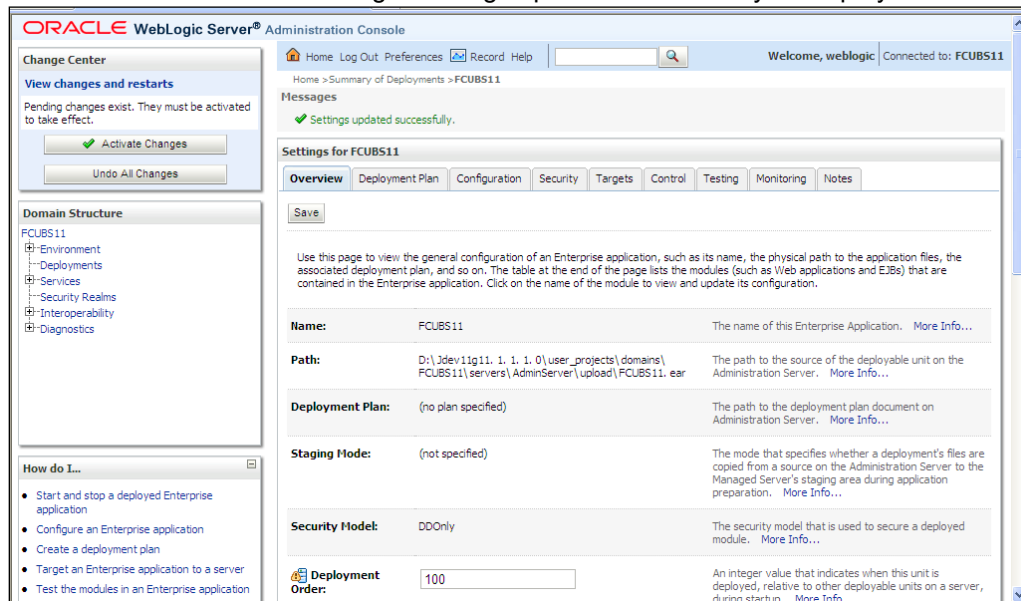 ORACLE WebLogic Server® Administration Console
Change Center
View changes and restarts
Pending changes exist. They must be activated
to take effect.
Activate Changes
Undo All Changes
Domain Structure
FCUBS11
Environment
Deployments
Services
Security Realms
Interoperability
Diagnostics
How do I...
Start and stop a deployed Enterprise
application
Configure an Enterprise application
Create a deployment plan
Target an Enterprise application to a server
Test the modules in an Enterprise application
Home Log Out Preferences Record Help
Welcome, weblogic Connected to: FCUBS11
Home >Summary of Deployments >FCUBS11
Messages
Settings updated successfully.
Settings for FCUBS11
Overview Deployment Plan Configuration Security Targets Control Testing Monitoring Notes
Save
Use this page to view the general configuration of an Enterprise application, such as its name, the physical path to the application files, the
associated deployment plan, and so on. The table at the end of the page lists the modules (such as Web applications and EJBs) that are
contained in the Enterprise application. Click on the name of the module to view and update its configuration.
Name: FCUBS11 The name of this Enterprise Application. More Info...
Path: D:\Jdev11g11. 1. 1. 1. 0\user_projects\domains\ The path to the source of the deployable unit on the
FCUBS11\servers\AdminServer\upload\FCUBS11. ear Administration Server. More Info...
Deployment Plan: (no plan specified) The path to the deployment plan document on
Administration Server. More Info...
Staging Mode: (not specified) The mode that specifies whether a deployment's files are
copied from a source on the Administration Server to the
Managed Server's staging area during application
preparation. More Info...
Security Model: DDOnly The security model that is used to secure a deployed
module. More Info...
Deployment Order: 100 An integer value that indicates when this unit is
deployed, relative to other deployable units on a server,
during startup. More Info